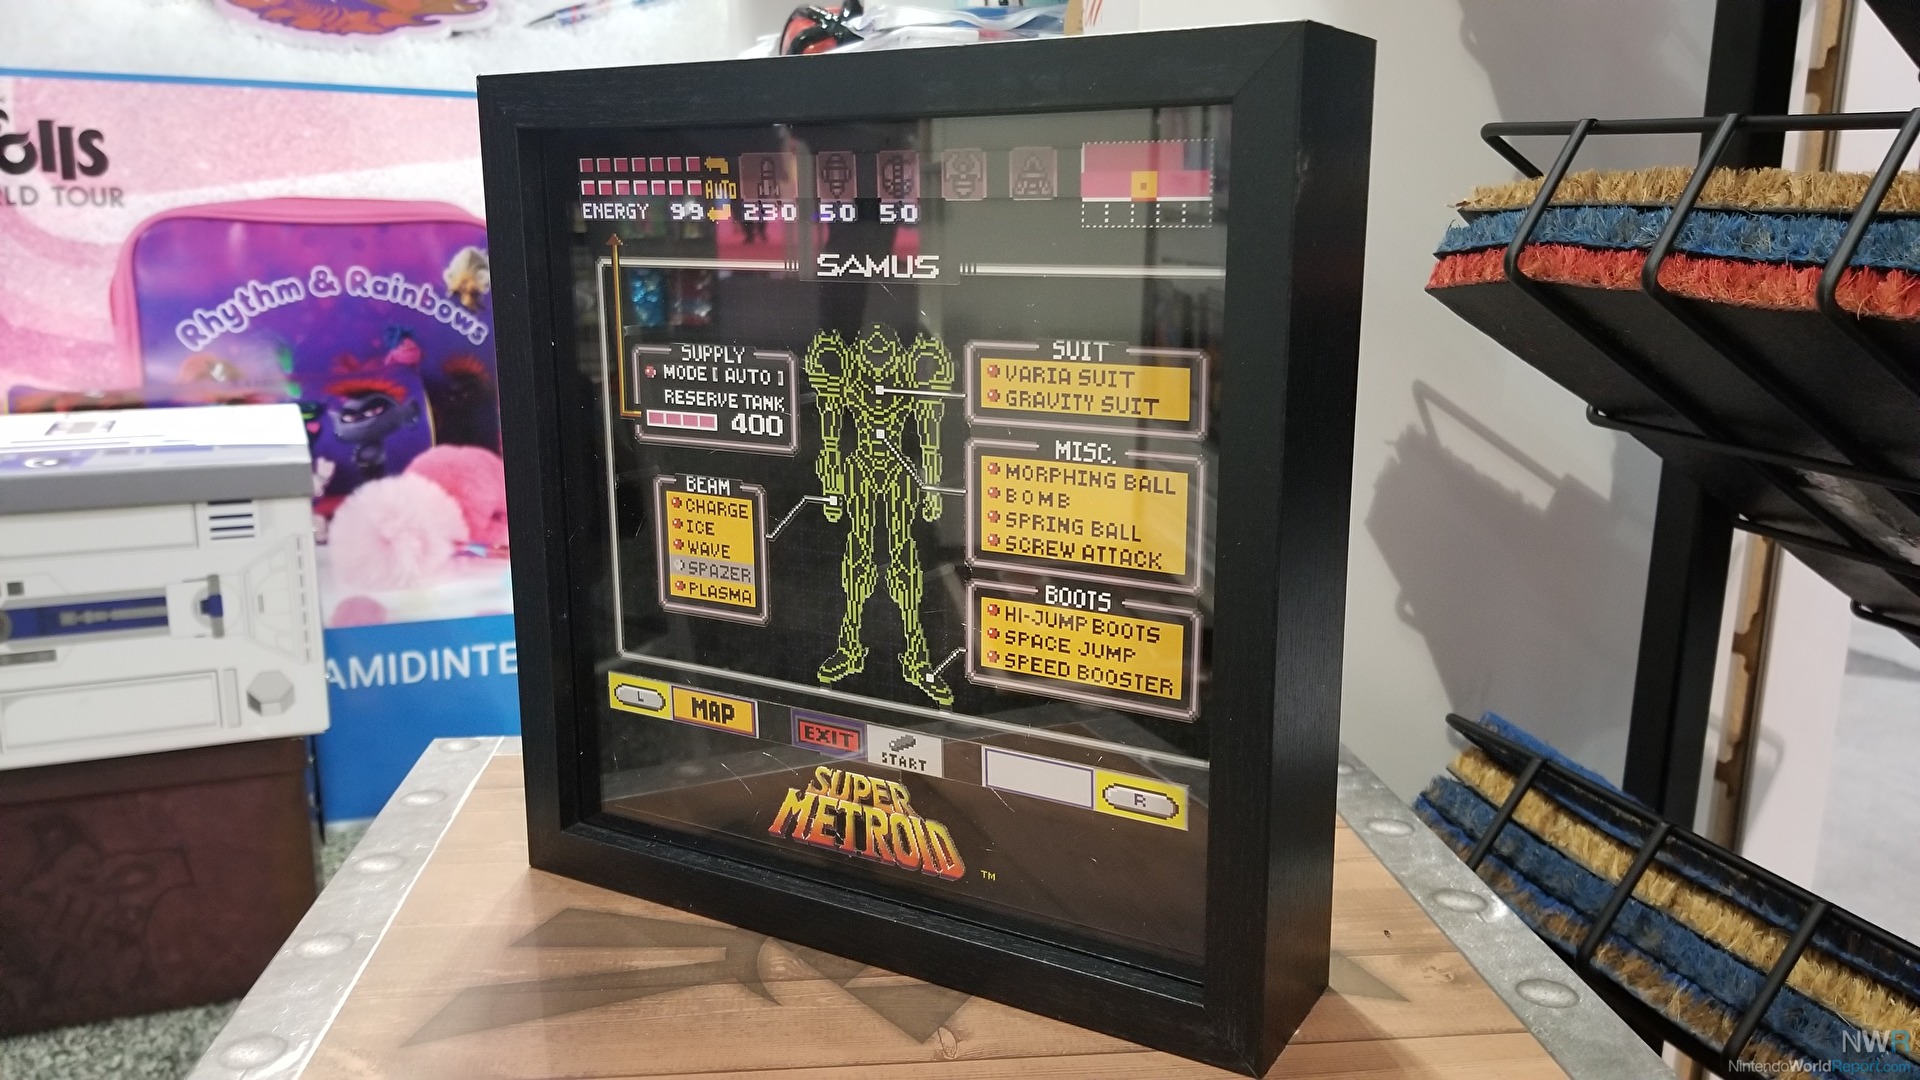 olls
RLD TOUR
Rhythm & Rainbows
AMIDINTE
AUTO
ENERGY 99 230 50 50
SAMUS
SUPPLY
MODE [ AUTO ]
RESERVE TANK
400
BEAM
CHARGE
ICE
WAVE
SPAZER
PLASMA
SUIT
VARIA SUIT
GRAVITY SUIT
MISC.
MORPHING BALL
BOMB
SPRING BALL
SCREW ATTACK
BOOTS
HI-JUMP BOOTS
SPACE JUMP
SPEED BOOSTER
L MAP
EXIT START
R
SUPER
METROID
TM
NWR
NintendoWorldReport.com